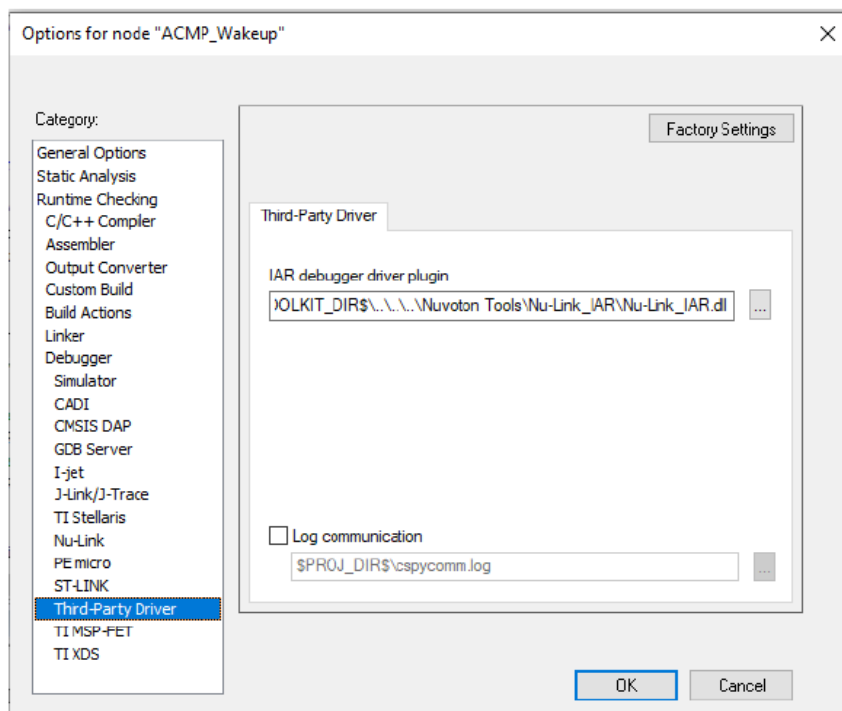 Options for node "ACMP_Wakeup"
Category:
Factory Settings
General Options
Static Analysis
Runtime Checking
C/C++ Compiler
Assembler
Output Converter
Custom Build
Build Actions
Linker
Debugger
Simulator
CADI
CMSIS DAP
GDB Server
I-jet
J-Link/J-Trace
TI Stellaris
Nu-Link
PE micro
ST-LINK
Third-Party Driver
TI MSP-FET
TI XDS
Third-Party Driver
IAR debugger driver plugin
OOLKIT_DIR$\..\..\..\Nuvoton Tools\Nu-Link_IAR\Nu-Link_IAR.dll
...
Log communication
$PROJ_DIR$\cspycomm.log
...
OK
Cancel